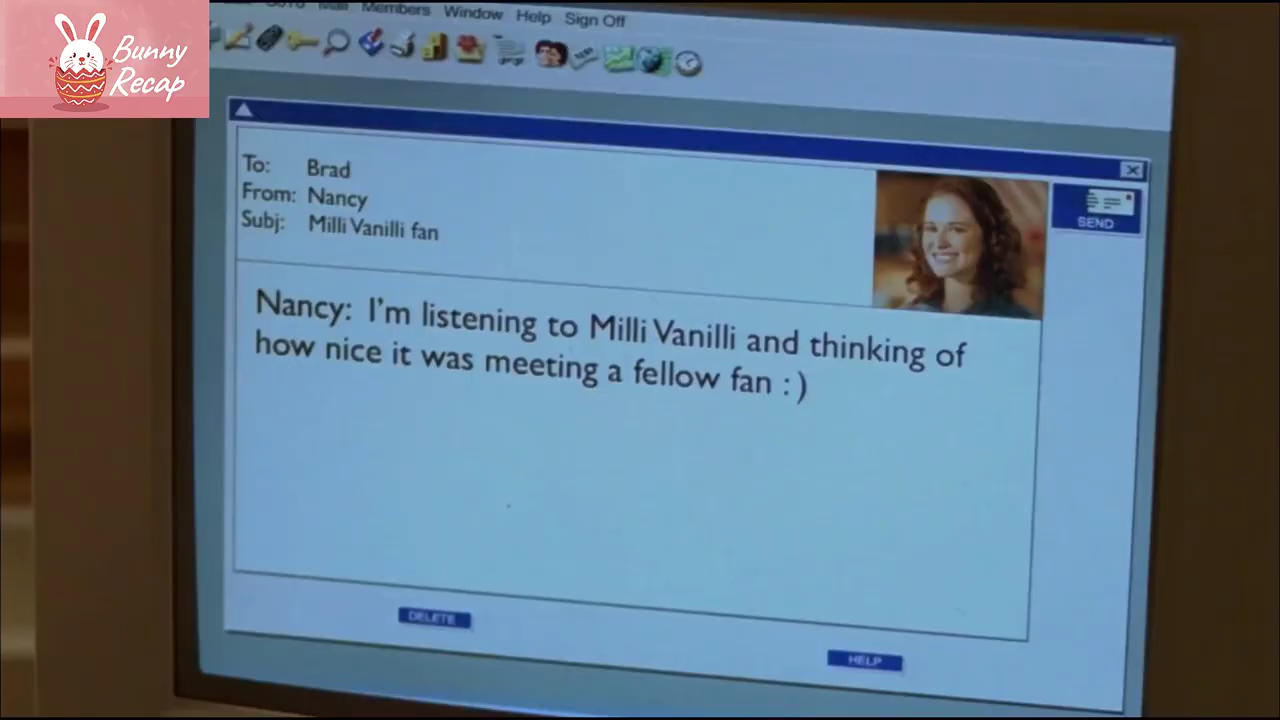 Bunny
Recap
Mail Members Window Help Sign Off
To: Brad
From: Nancy
Subj: Milli Vanilli fan
SEND
Nancy: I'm listening to Milli Vanilli and thinking of
how nice it was meeting a fellow fan : )
DELETE
HELP